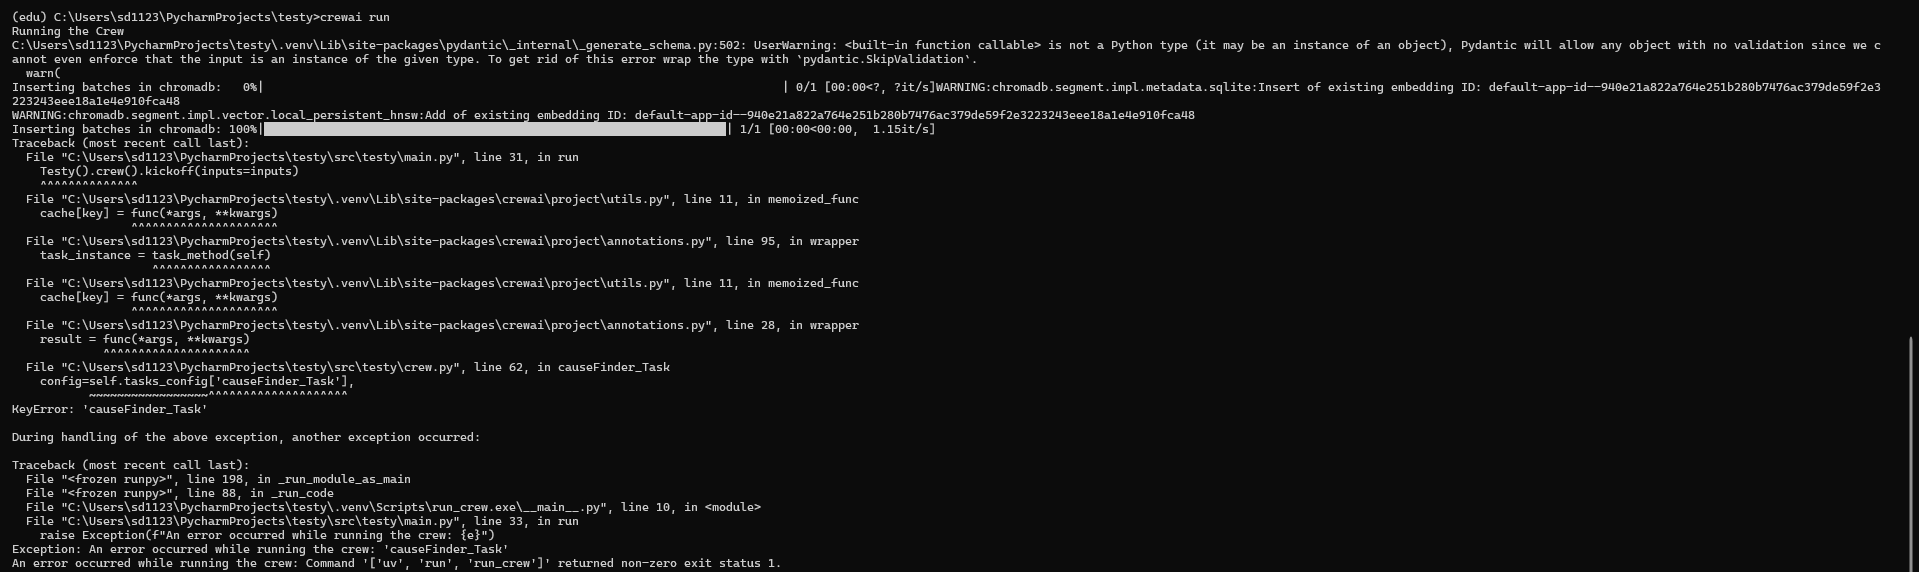 (edu) C:\Users\sd1123\PycharmProjects\testy>crewai run
Running the Crew
C:\Users\sd1123\PycharmProjects\testy\.venv\Lib\site-packages\pydantic\_internal\_generate_schema.py:502: UserWarning: <built-in function callable> is not a Python type (it may be an instance of an object), Pydantic will allow any object with no validation since we c
annot even enforce that the input is an instance of the given type. To get rid of this error wrap the type with `pydantic.SkipValidation`.
  warn(
Inserting batches in chromadb:   0%|                                                                          | 0/1 [00:00<?, ?it/s]WARNING:chromadb.segment.impl.metadata.sqlite:Insert of existing embedding ID: default-app-id--940e21a822a764e251b280b7476ac379de59f2e3
223243eee18a1e4e910fca48
WARNING:chromadb.segment.impl.vector.local_persistent_hnsw:Add of existing embedding ID: default-app-id--940e21a822a764e251b280b7476ac379de59f2e3223243eee18a1e4e910fca48
Inserting batches in chromadb: 100%|██████████████████████████████████████████████████████████████████| 1/1 [00:00<00:00,  1.15it/s]
Traceback (most recent call last):
  File "C:\Users\sd1123\PycharmProjects\testy\src\testy\main.py", line 31, in run
    Testy().crew().kickoff(inputs=inputs)
    ^^^^^^^^^^^^^^
  File "C:\Users\sd1123\PycharmProjects\testy\.venv\Lib\site-packages\crewai\project\utils.py", line 11, in memoized_func
    cache[key] = func(*args, **kwargs)
                 ^^^^^^^^^^^^^^^^^^^^^
  File "C:\Users\sd1123\PycharmProjects\testy\.venv\Lib\site-packages\crewai\project\annotations.py", line 95, in wrapper
    task_instance = task_method(self)
                    ^^^^^^^^^^^^^^^^^
  File "C:\Users\sd1123\PycharmProjects\testy\.venv\Lib\site-packages\crewai\project\utils.py", line 11, in memoized_func
    cache[key] = func(*args, **kwargs)
                 ^^^^^^^^^^^^^^^^^^^^^
  File "C:\Users\sd1123\PycharmProjects\testy\.venv\Lib\site-packages\crewai\project\annotations.py", line 28, in wrapper
    result = func(*args, **kwargs)
             ^^^^^^^^^^^^^^^^^^^^^
  File "C:\Users\sd1123\PycharmProjects\testy\src\testy\crew.py", line 62, in causeFinder_Task
    config=self.tasks_config['causeFinder_Task'],
           ~~~~~~~~~~~~~~~~~^^^^^^^^^^^^^^^^^^^^
KeyError: 'causeFinder_Task'

During handling of the above exception, another exception occurred:

Traceback (most recent call last):
  File "<frozen runpy>", line 198, in _run_module_as_main
  File "<frozen runpy>", line 88, in _run_code
  File "C:\Users\sd1123\PycharmProjects\testy\.venv\Scripts\run_crew.exe\__main__.py", line 10, in <module>
  File "C:\Users\sd1123\PycharmProjects\testy\src\testy\main.py", line 33, in run
    raise Exception(f"An error occurred while running the crew: {e}")
Exception: An error occurred while running the crew: 'causeFinder_Task'
An error occurred while running the crew: Command '['uv', 'run', 'run_crew']' returned non-zero exit status 1.